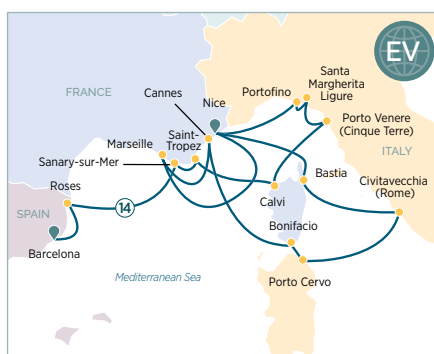 EV
Santa
Margherita
Ligure
Portofino
Cannes
Nice
FRANCE
Porto Venere
(Cinque Terre)
Saint-
Tropez
Marseille
ITALY
Sanary-sur-Mer
Bastia
Civitavecchia
(Rome)
Roses
Calvi
14
SPAIN
Bonifacio
Barcelona
Mediterranean Sea
Porto Cervo